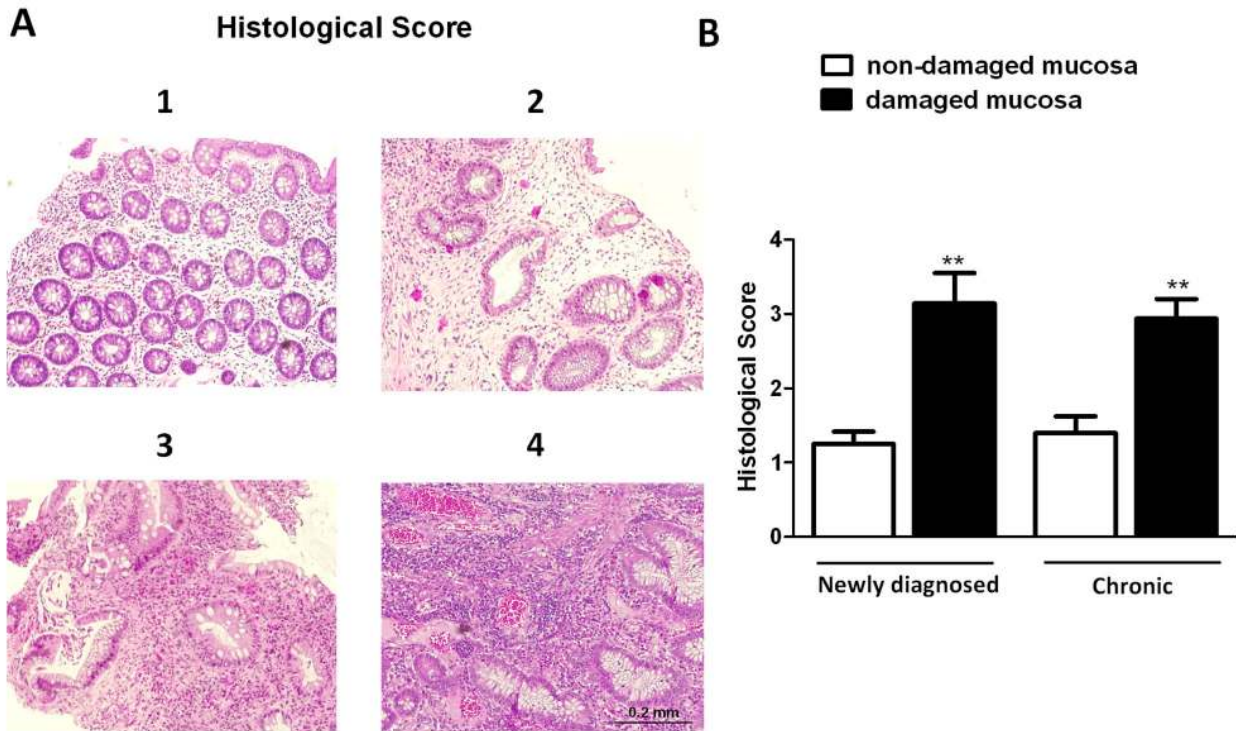 A
Histological Score
1
2
3
4
0.2 mm
B
non-damaged mucosa
damaged mucosa
Histological Score
4
3
2
1
0
**
**
Newly diagnosed
Chronic